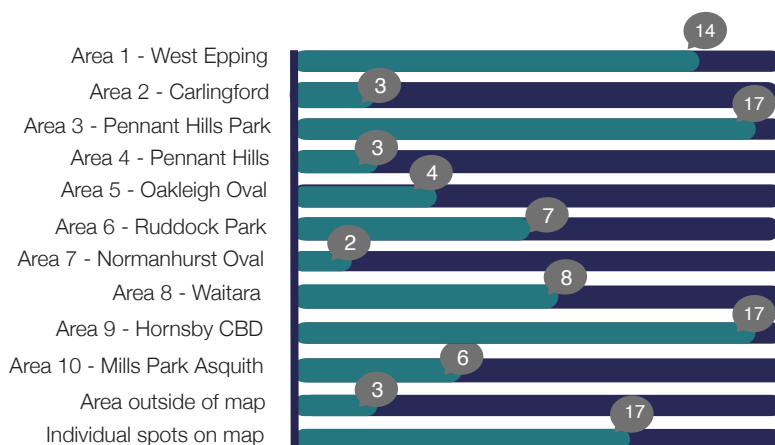 14
Area 1 - West Epping
3
Area 2 - Carlingford
17
Area 3 - Pennant Hills Park
3
Area 4 - Pennant Hills
4
Area 5 - Oakleigh Oval
7
Area 6 - Ruddock Park
2
Area 7 - Normanhurst Oval
8
Area 8 - Waitara
17
Area 9 - Hornsby CBD
6
Area 10 - Mills Park Asquith
3
Area outside of map
17
Individual spots on map